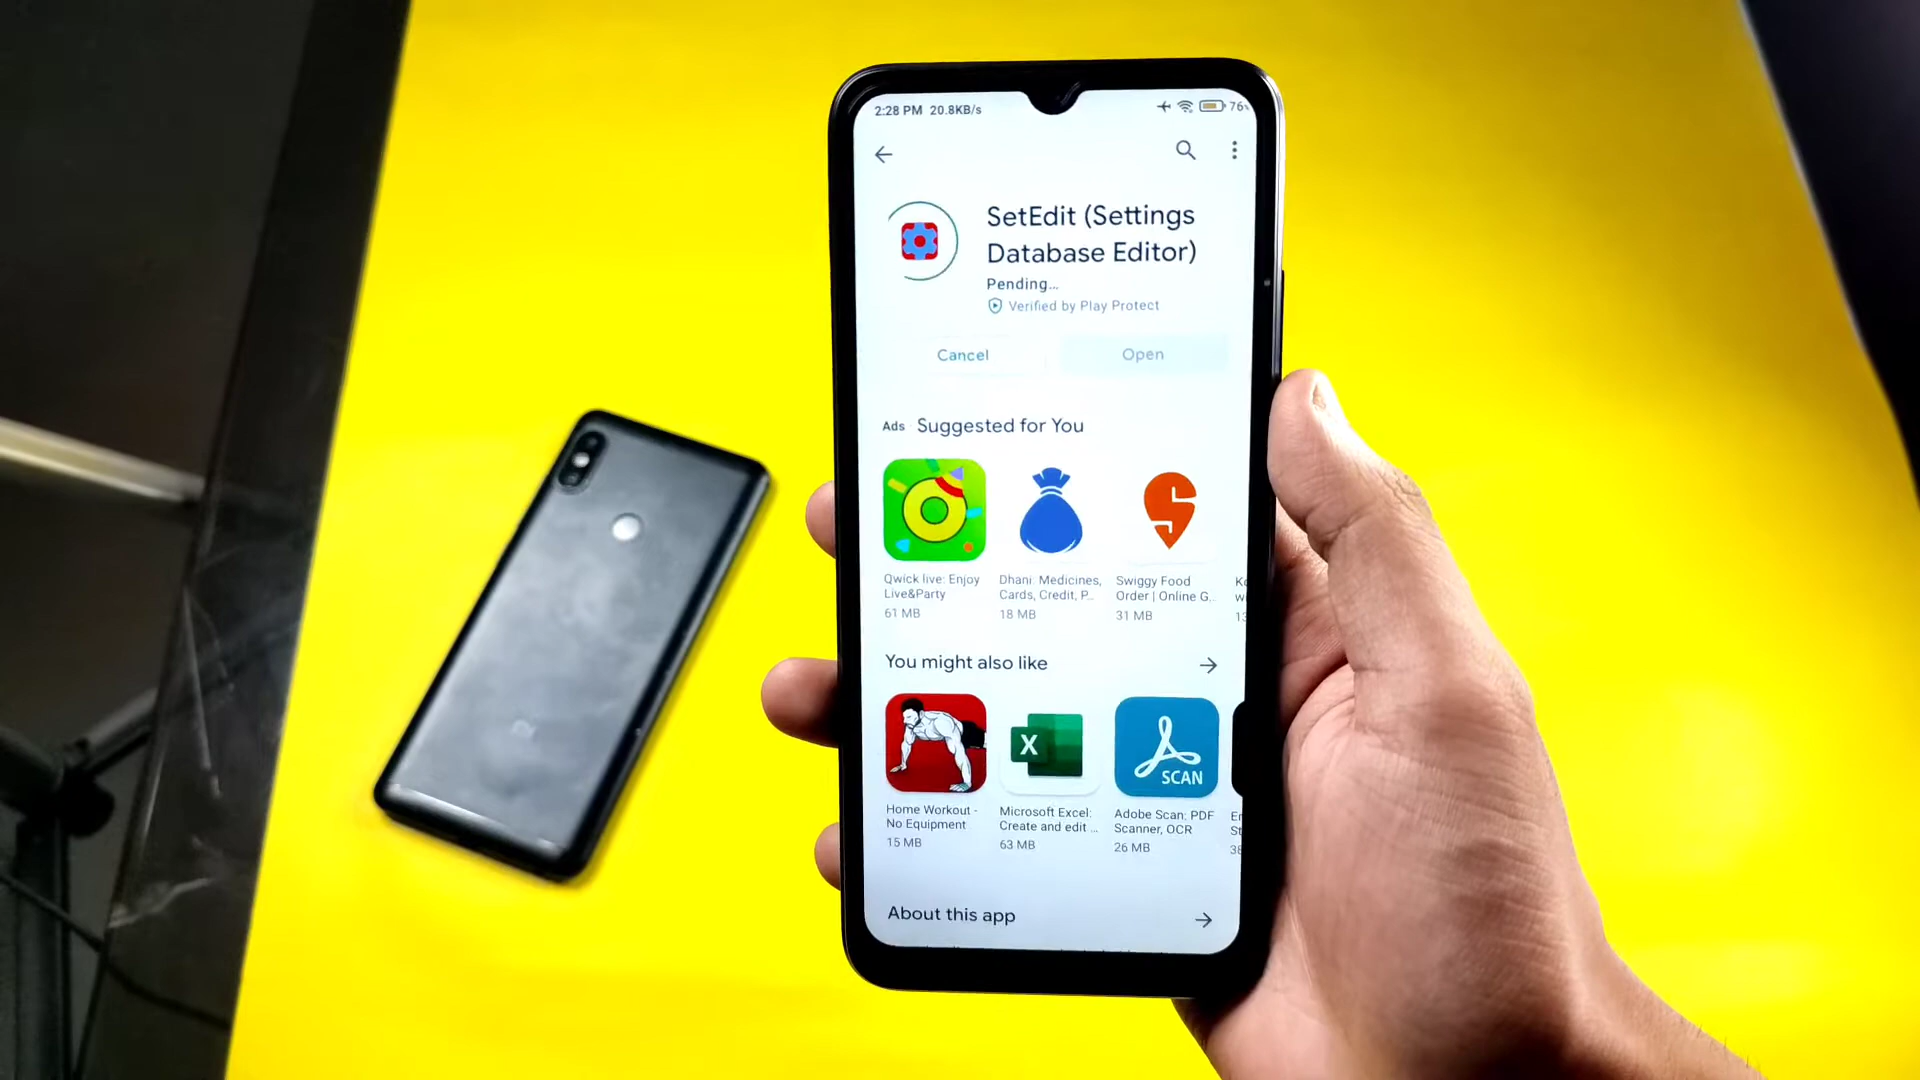 2:28 PM 20.8KB/s
76%
SetEdit (Settings
Database Editor)
Pending...
Verified by Play Protect
Cancel
Open
Ads · Suggested for You
Qwick live: Enjoy
Live&Party
61 MB
Dhani: Medicines,
Cards, Credit, P...
18 MB
Swiggy Food
Order | Online G...
31 MB
You might also like
SCAN
Home Workout -
No Equipment
15 MB
X
Microsoft Excel:
Create and edit ...
63 MB
Adobe Scan: PDF
Scanner, OCR
26 MB
About this app